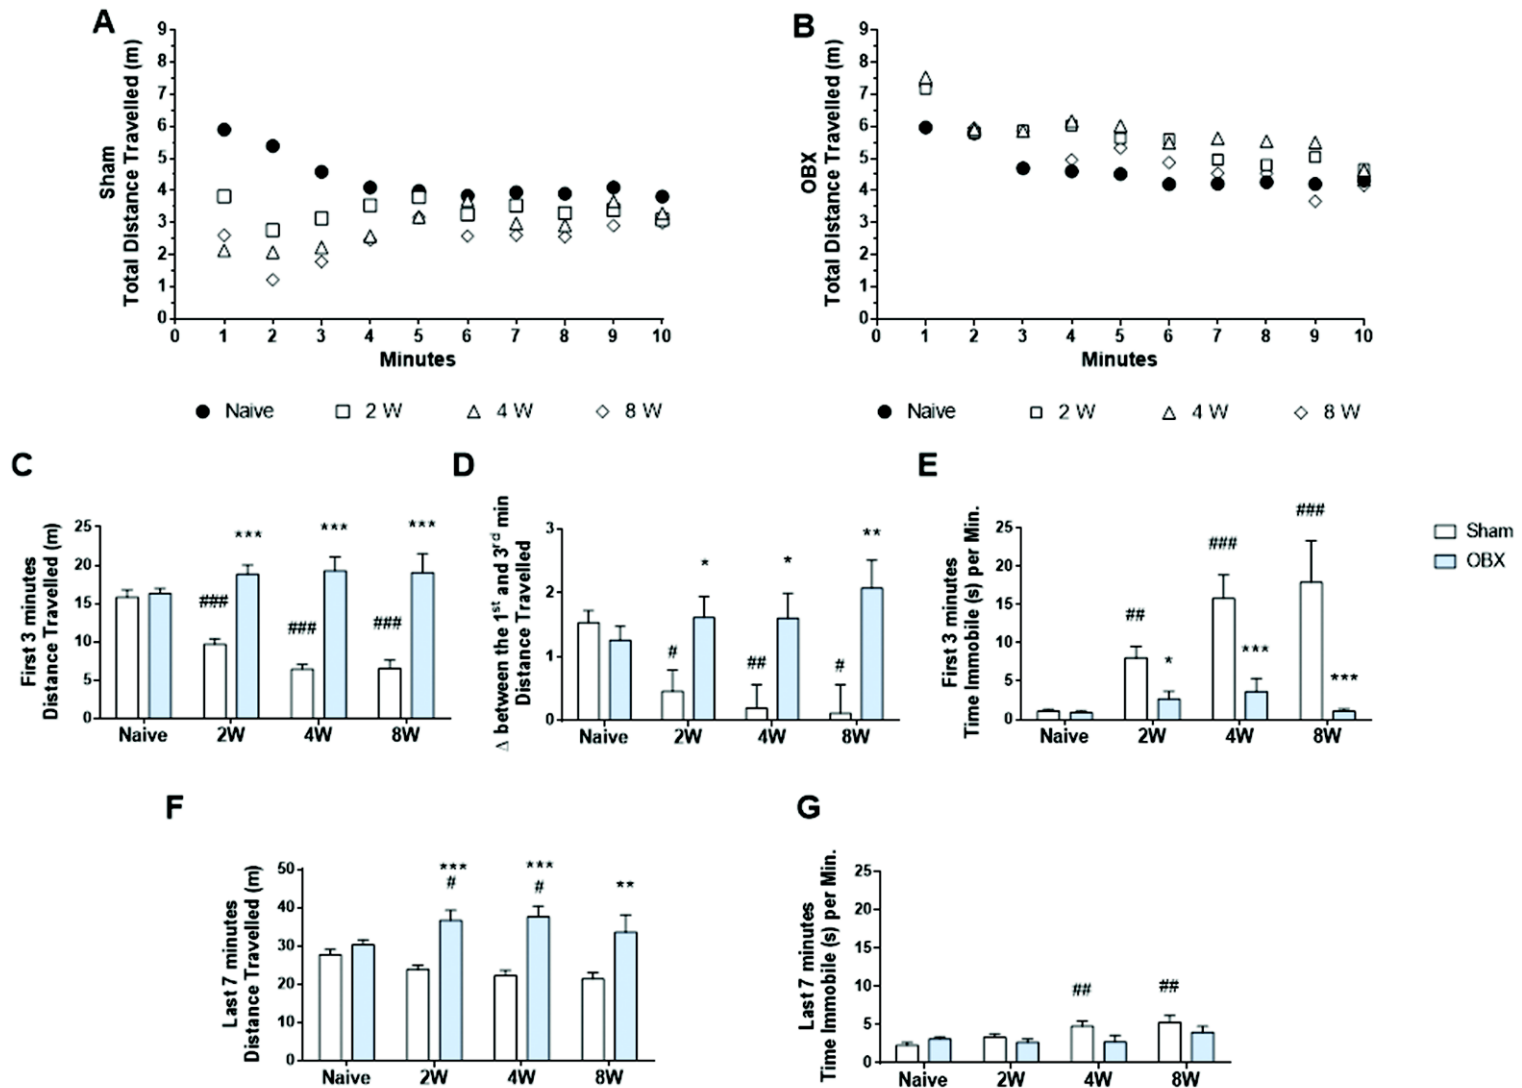 A
Sham
Total Distance Travelled (m)
9
8
7
6
5
4
3
2
1
0
0 1 2 3 4 5 6 7 8 9 10
Minutes
Naive 2 W 4 W 8 W
B
OBX
Total Distance Travelled (m)
9
8
7
6
5
4
3
2
1
0
0 1 2 3 4 5 6 7 8 9 10
Minutes
Naive 2 W 4 W 8 W
C
First 3 minutes
Distance Travelled (m)
25
20
15
10
5
0
### *** ### *** ### ***
Naive 2W 4W 8W
D
Δ between the 1st and 3rd min
Distance Travelled
3
2
1
0
# * ## * # **
Naive 2W 4W 8W
E
First 3 minutes
Time Immobile (s) per Min.
25
20
15
10
5
0
## * ### *** ### ***
Naive 2W 4W 8W
Sham
OBX
F
Last 7 minutes
Distance Travelled (m)
50
40
30
20
10
0
*** *** **
# #
Naive 2W 4W 8W
G
Last 7 minutes
Time Immobile (s) per Min.
25
20
15
10
5
0
## ##
Naive 2W 4W 8W